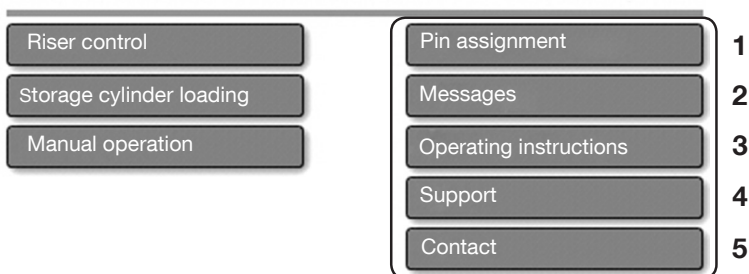 Riser control
Storage cylinder loading
Manual operation
Pin assignment 1
Messages 2
Operating instructions 3
Support 4
Contact 5